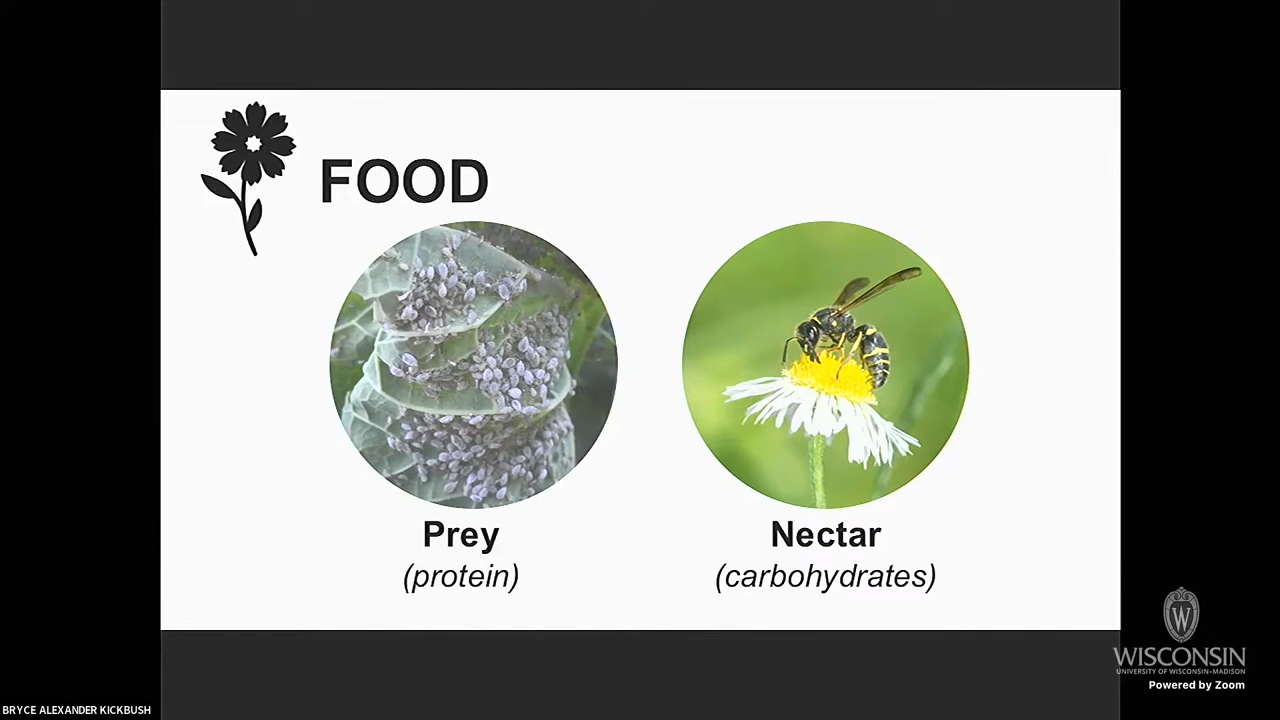 FOOD
Prey
(protein)
Nectar
(carbohydrates)
W
WISCONSIN
UNIVERSITY OF WISCONSIN–MADISON
Powered by Zoom
BRYCE ALEXANDER KICKBUSH